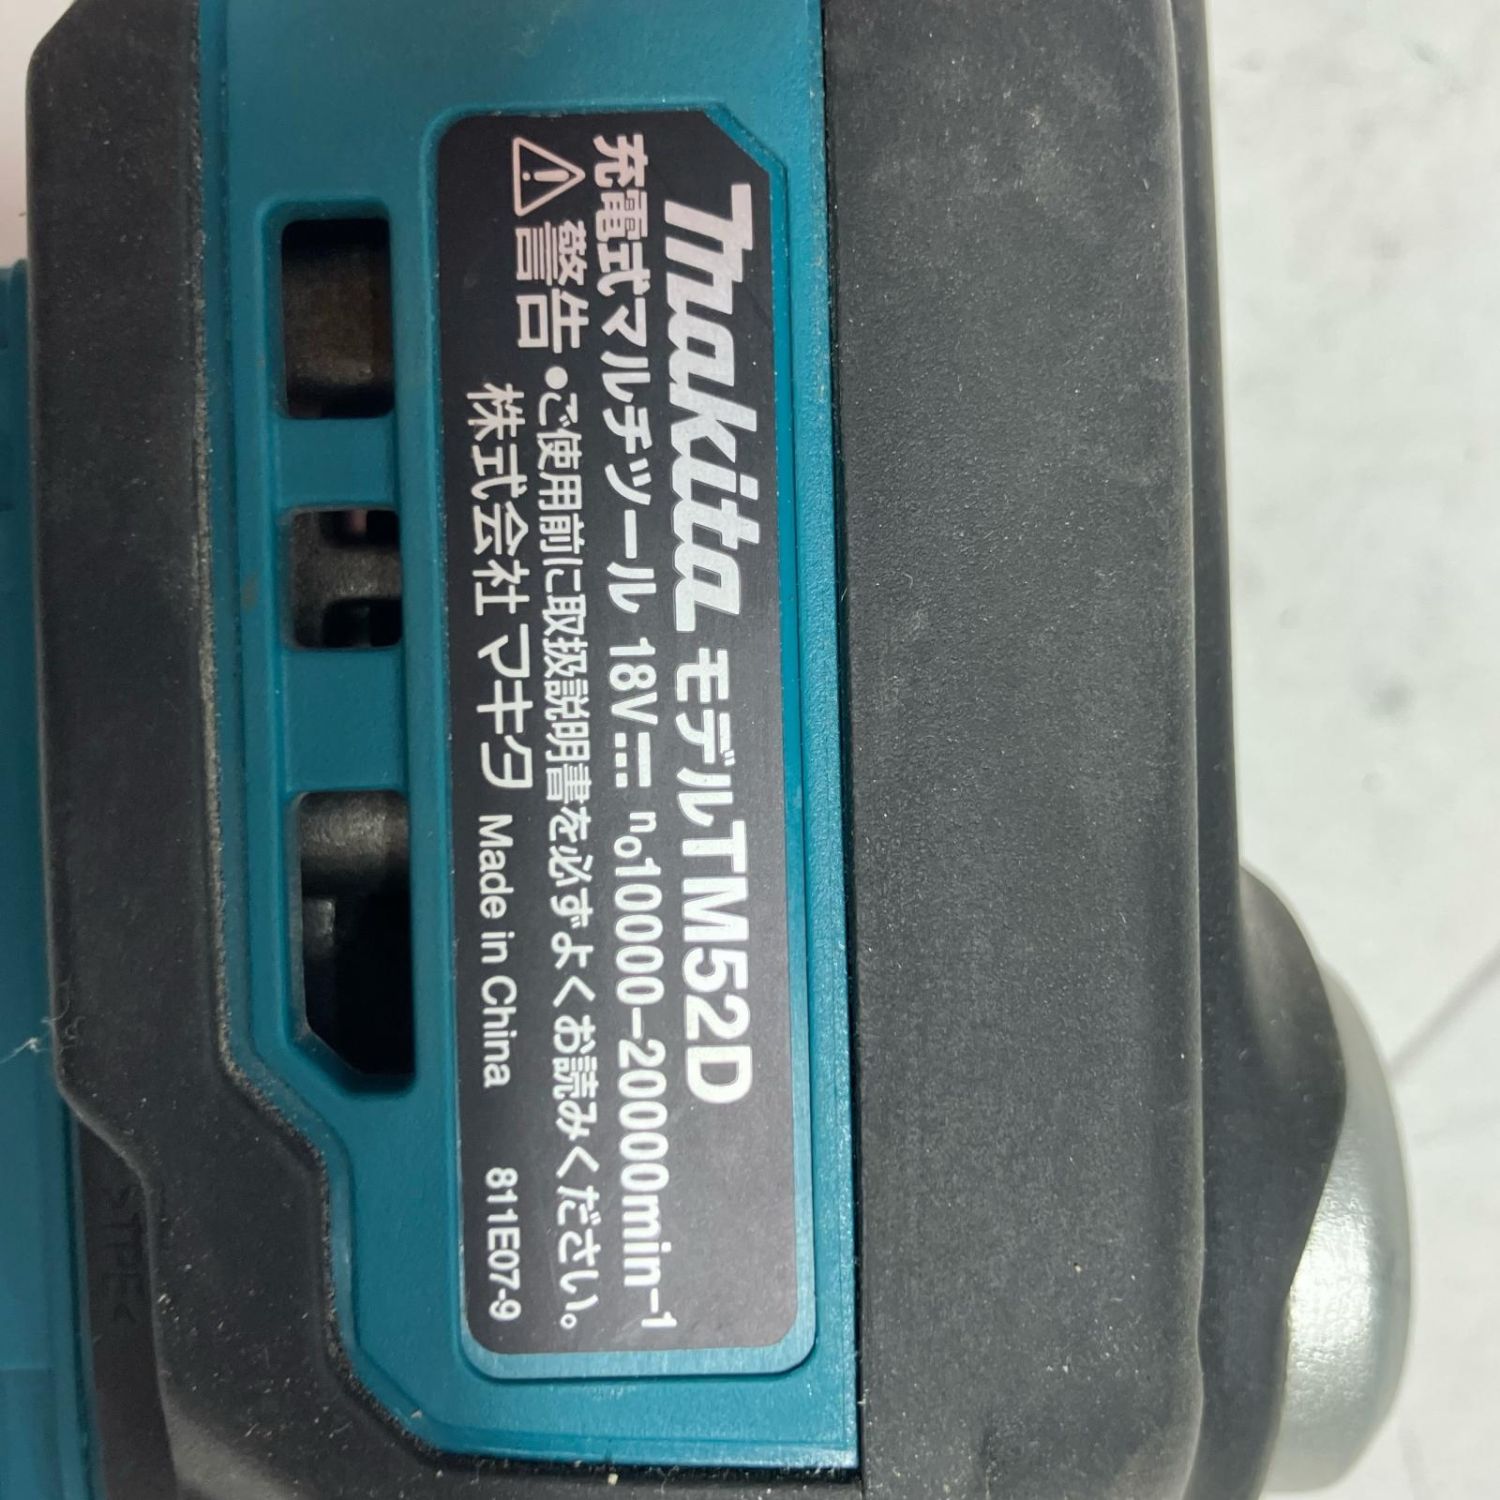 makita モデルTM52D
充電式マルチツール 18V⎓ n₀10000-20000min⁻¹
⚠警告 •ご使用前に取扱説明書を必ずよくお読みください。
株式会社マキタ Made in China 811E07-9